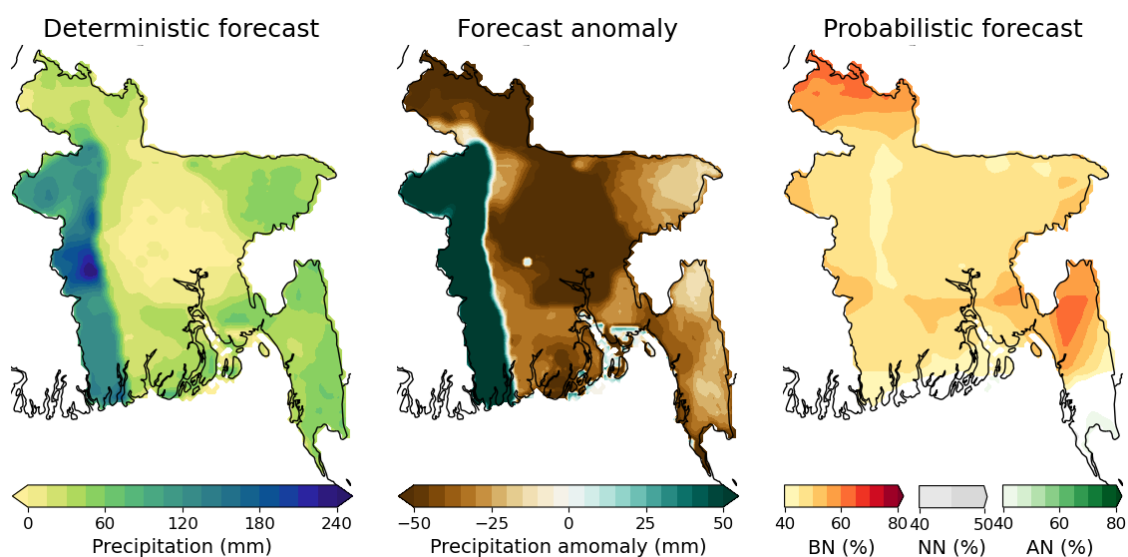 Deterministic forecast
Forecast anomaly
Probabilistic forecast
0 60 120 180 240
Precipitation (mm)
−50 −25 0 25 50
Precipitation amomaly (mm)
40 60 80
BN (%)
40 50
NN (%)
40 60 80
AN (%)